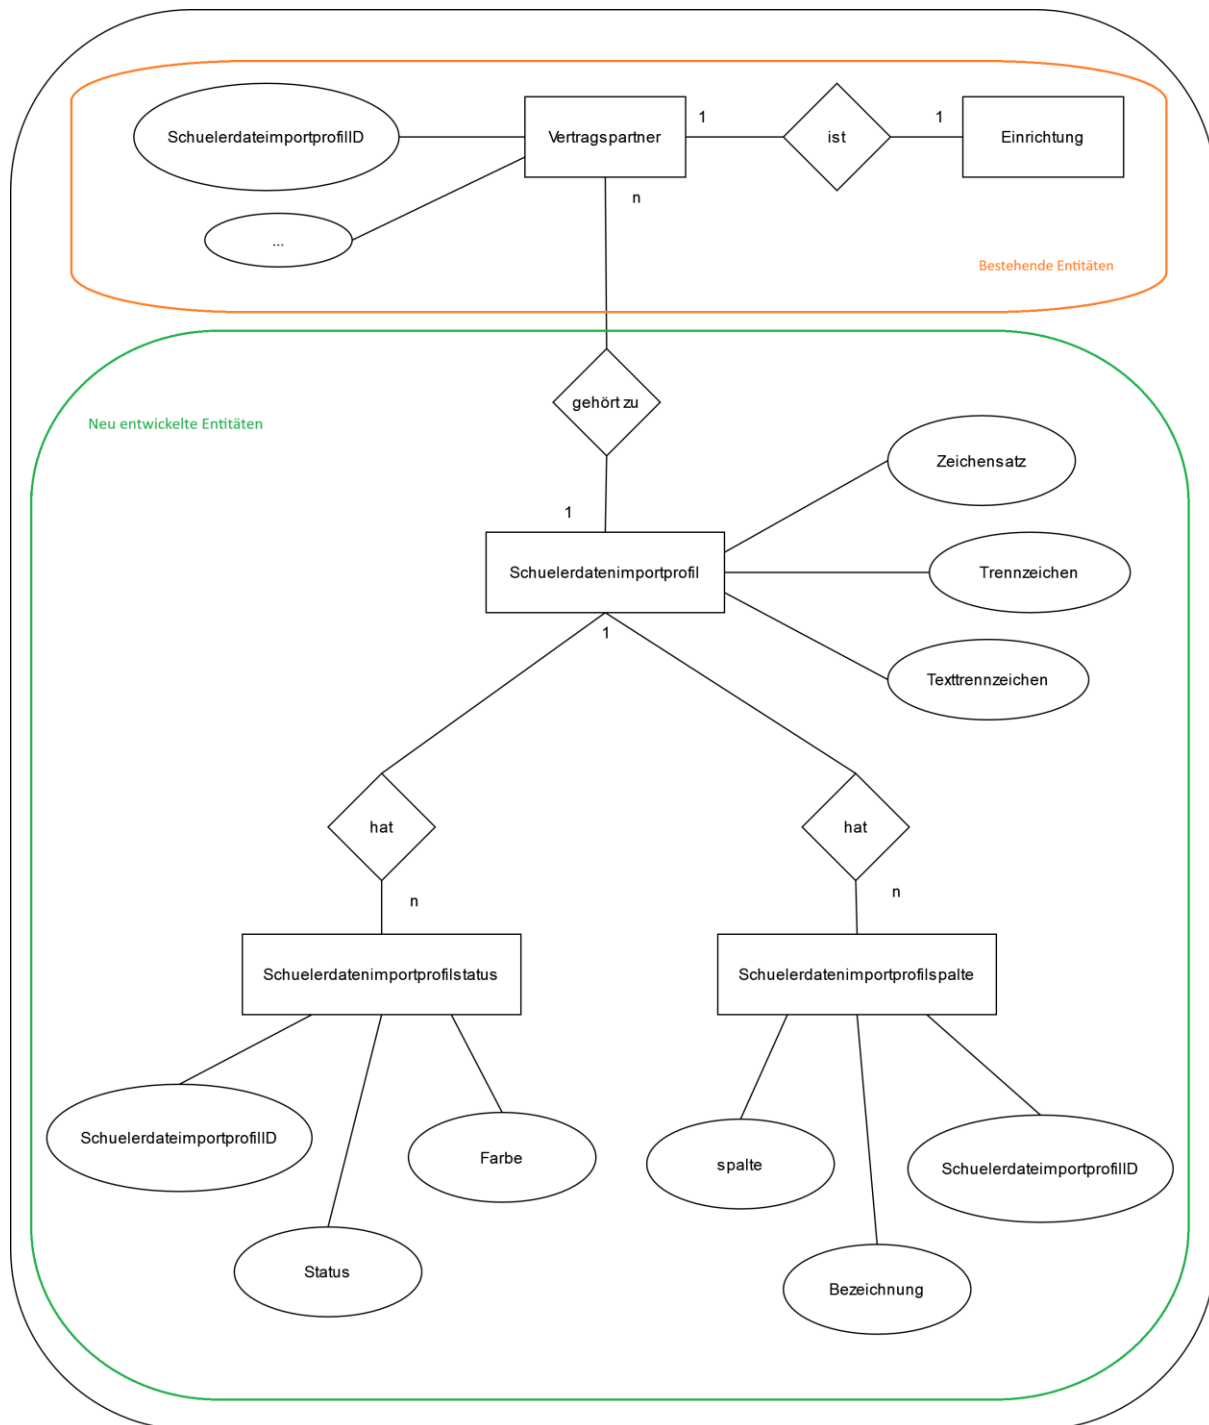 SchuelerdateimportprofilID
Vertragspartner
1
ist
1
Einrichtung
n
...
Bestehende Entitäten
gehört zu
Neu entwickelte Entitäten
Zeichensatz
1
Schuelerdatenimportprofil
Trennzeichen
1
Texttrennzeichen
hat
hat
n
n
Schuelerdatenimportprofilstatus
Schuelerdatenimportprofilspalte
SchuelerdateimportprofilID
Farbe
spalte
SchuelerdateimportprofilID
Status
Bezeichnung